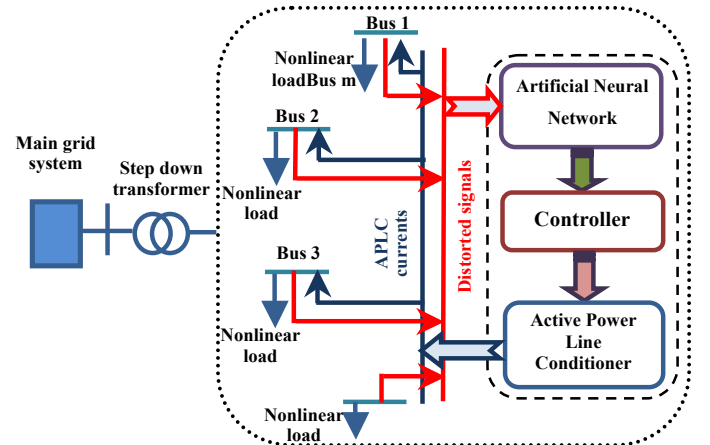 Main grid
system
Step down
transformer
Bus 1
Nonlinear
loadBus m
Bus 2
Nonlinear
load
Bus 3
Nonlinear
load
Nonlinear
load
APLC
currents
Distorted signals
Artificial Neural
Network
Controller
Active Power
Line
Conditioner